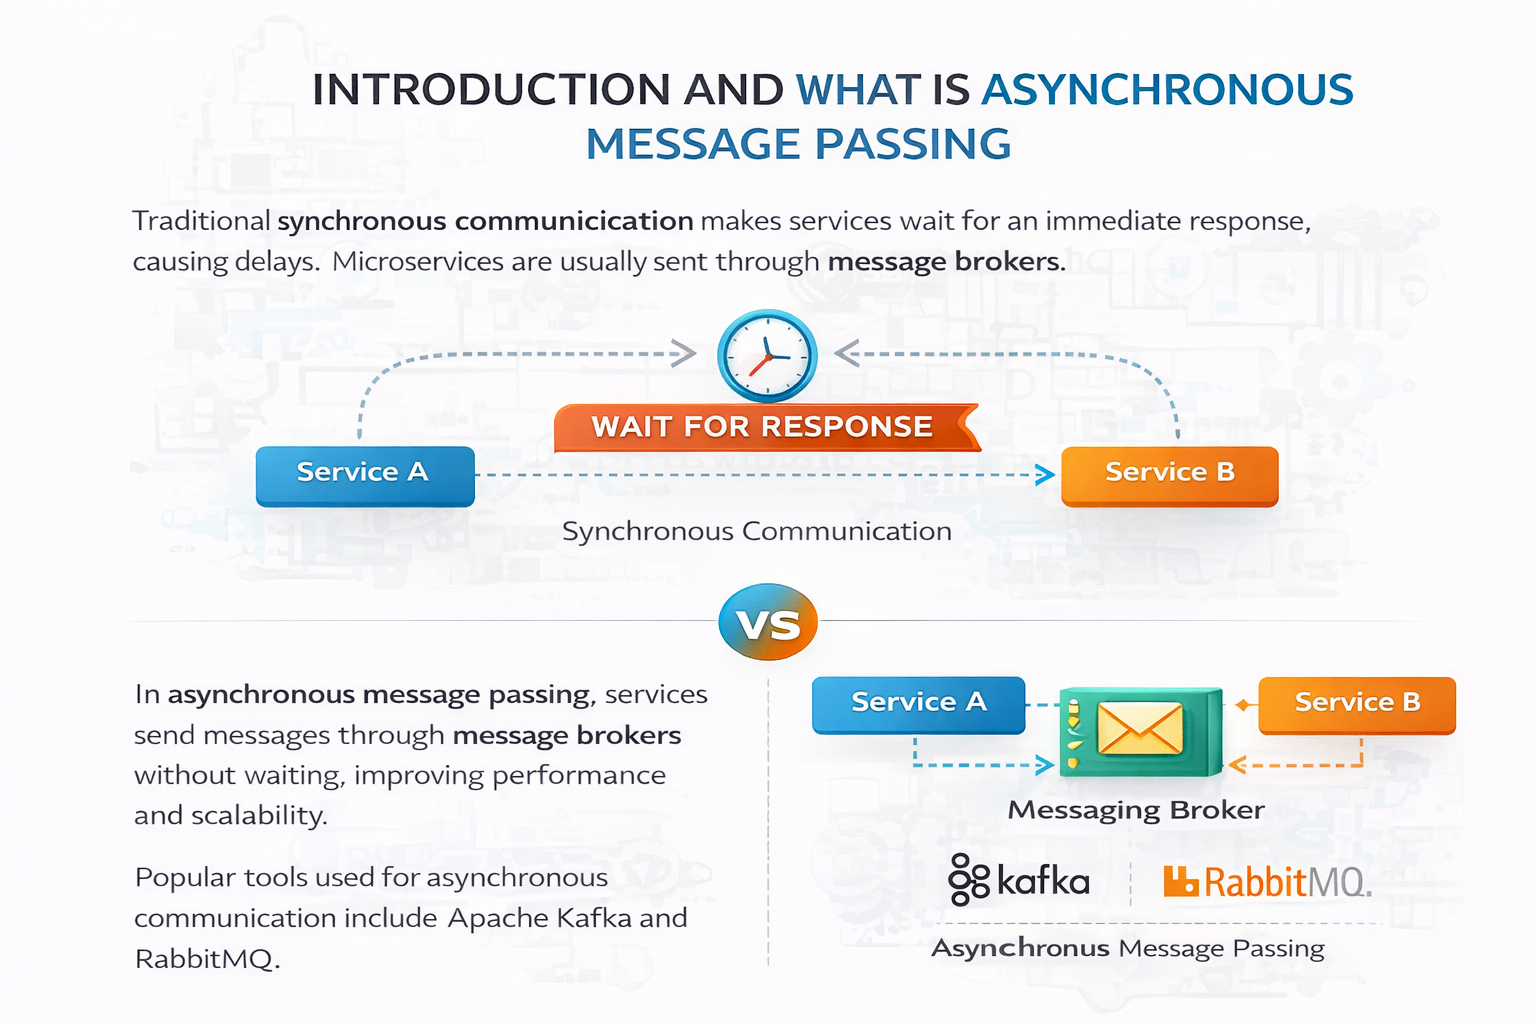 INTRODUCTION AND WHAT IS ASYNCHRONOUS
MESSAGE PASSING
Traditional synchronous communicication makes services wait for an immediate response,
causing delays. Microservices are usually sent through message brokers.
WAIT FOR RESPONSE
Service A
Service B
Synchronous Communication
VS
In asynchronous message passing, services
send messages through message brokers
without waiting, improving performance
and scalability.
Popular tools used for asynchronous
communication include Apache Kafka and
RabbitMQ.
Service A
Service B
Messaging Broker
kafka
RabbitMQ.
Asynchronus Message Passing